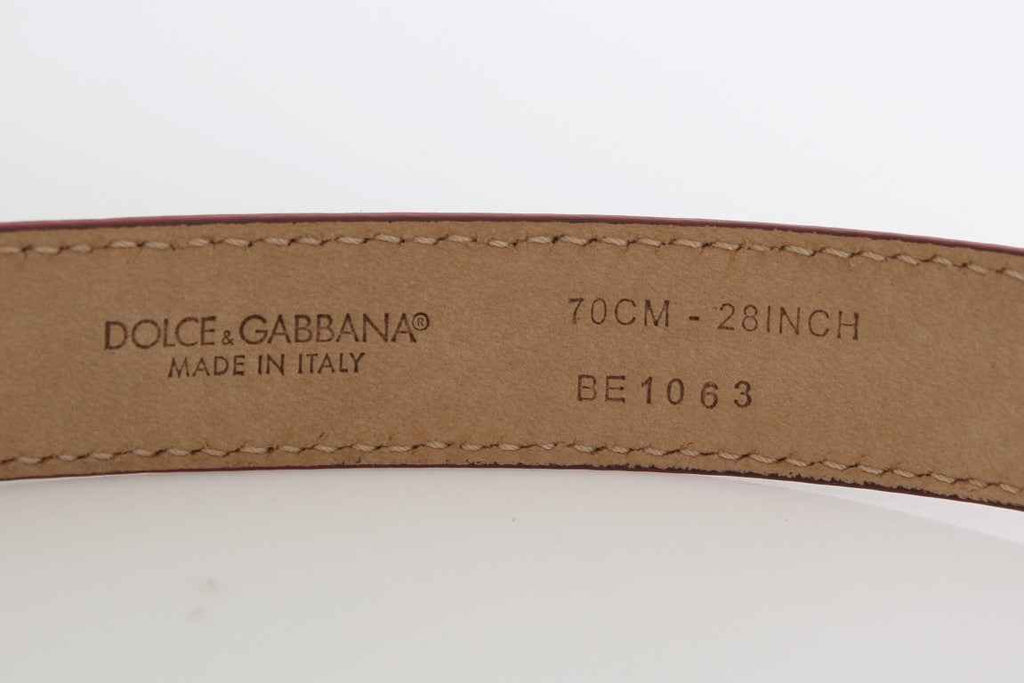 DOLCE & GABBANA®
MADE IN ITALY
70CM - 28INCH
BE1063